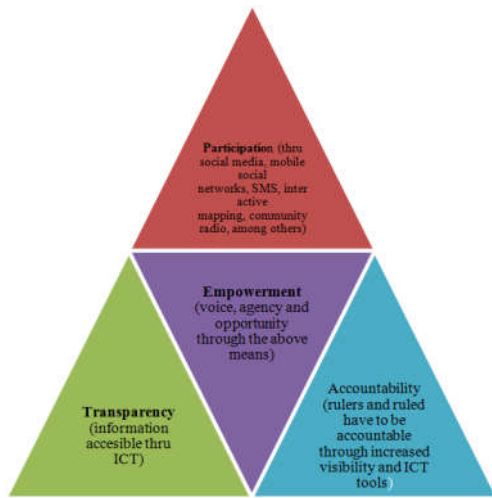 Participation (thru
social media, mobile
social
networks, SMS, inter
active
mapping, community
radio, among others)
Empowerment
(voice, agency and
opportunity
through the above
means)
Transparency
(information
accesible thru
ICT)
Accountability
(rulers and ruled
have to be
accountable
through increased
visibility and ICT
tools)